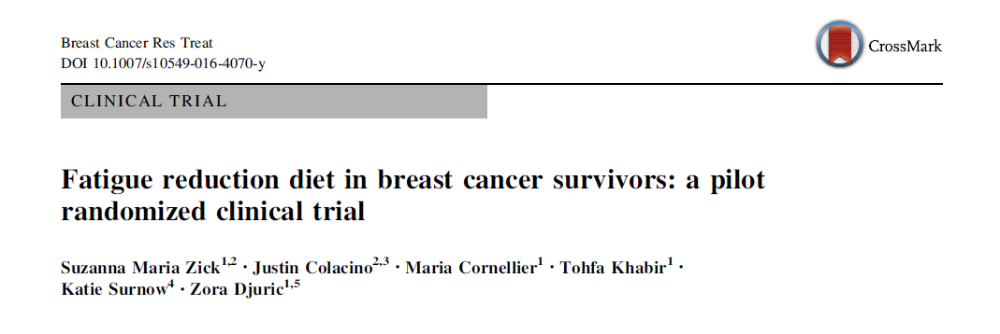 Breast Cancer Res Treat
DOI 10.1007/s10549-016-4070-y
CrossMark
CLINICAL TRIAL
Fatigue reduction diet in breast cancer survivors: a pilot
randomized clinical trial
Suzanna Maria Zick1,2 · Justin Colacino2,3 · Maria Cornellier1 · Tohfa Khabir1 ·
Katie Surnow4 · Zora Djuric1,5